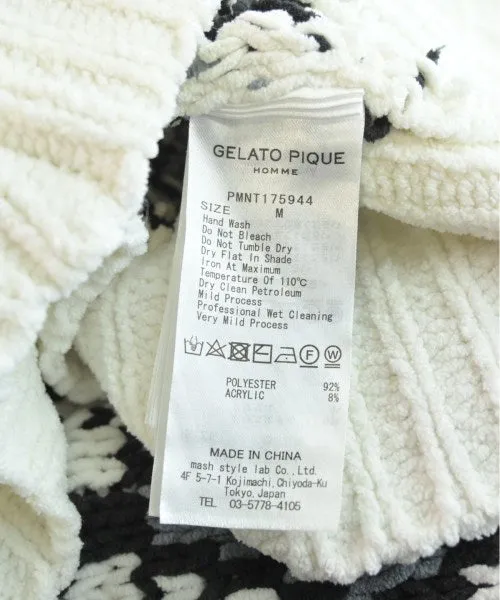 GELATO PIQUE
HOMME
PMNT175944
SIZE M
Hand Wash
Do Not Bleach
Do Not Tumble Dry
Dry Flat In Shade
Iron At Maximum
Temperature Of 110℃
Dry Clean Petroleum
Mild Process
Professional Wet Cleaning
Very Mild Process
F W
POLYESTER 92%
ACRYLIC 8%
MADE IN CHINA
mash style lab Co.,Ltd.
4F 5-7-1 Kojimachi,Chiyoda-Ku
Tokyo.Japan
TEL 03-5778-4105